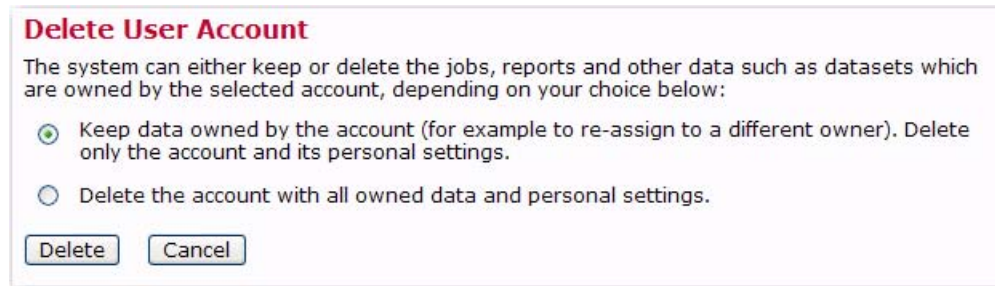 Delete User Account
The system can either keep or delete the jobs, reports and other data such as datasets which
are owned by the selected account, depending on your choice below:
Keep data owned by the account (for example to re-assign to a different owner). Delete
only the account and its personal settings.
Delete the account with all owned data and personal settings.
Delete Cancel